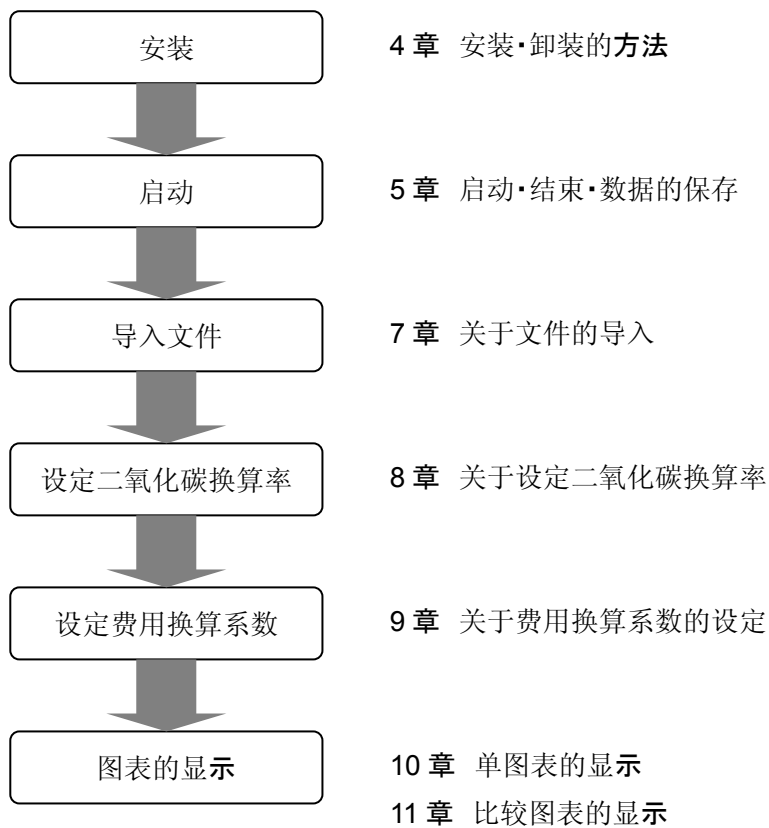 安装 4 章 安装·卸装的方法
启动 5 章 启动·结束·数据的保存
导入文件 7 章 关于文件的导入
设定二氧化碳换算率 8 章 关于设定二氧化碳换算率
设定费用换算系数 9 章 关于费用换算系数的设定
图表的显示 10 章 单图表的显示
11 章 比较图表的显示